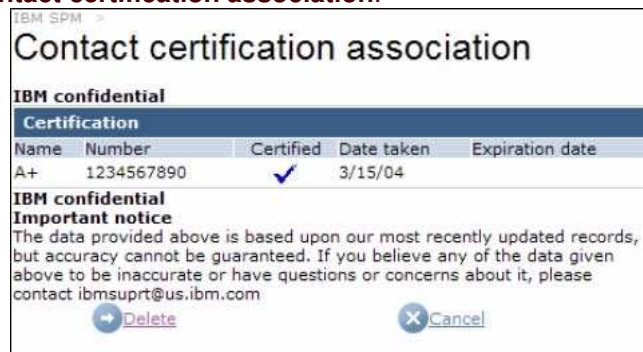 ntact certification association.
IBM SPM >
Contact certification association
IBM confidential
Certification
Name Number Certified Date taken Expiration date
A+ 1234567890 3/15/04
IBM confidential
Important notice
The data provided above is based upon our most recently updated records,
but accuracy cannot be guaranteed. If you believe any of the data given
above to be inaccurate or have questions or concerns about it, please
contact ibmsuprt@us.ibm.com
Delete Cancel